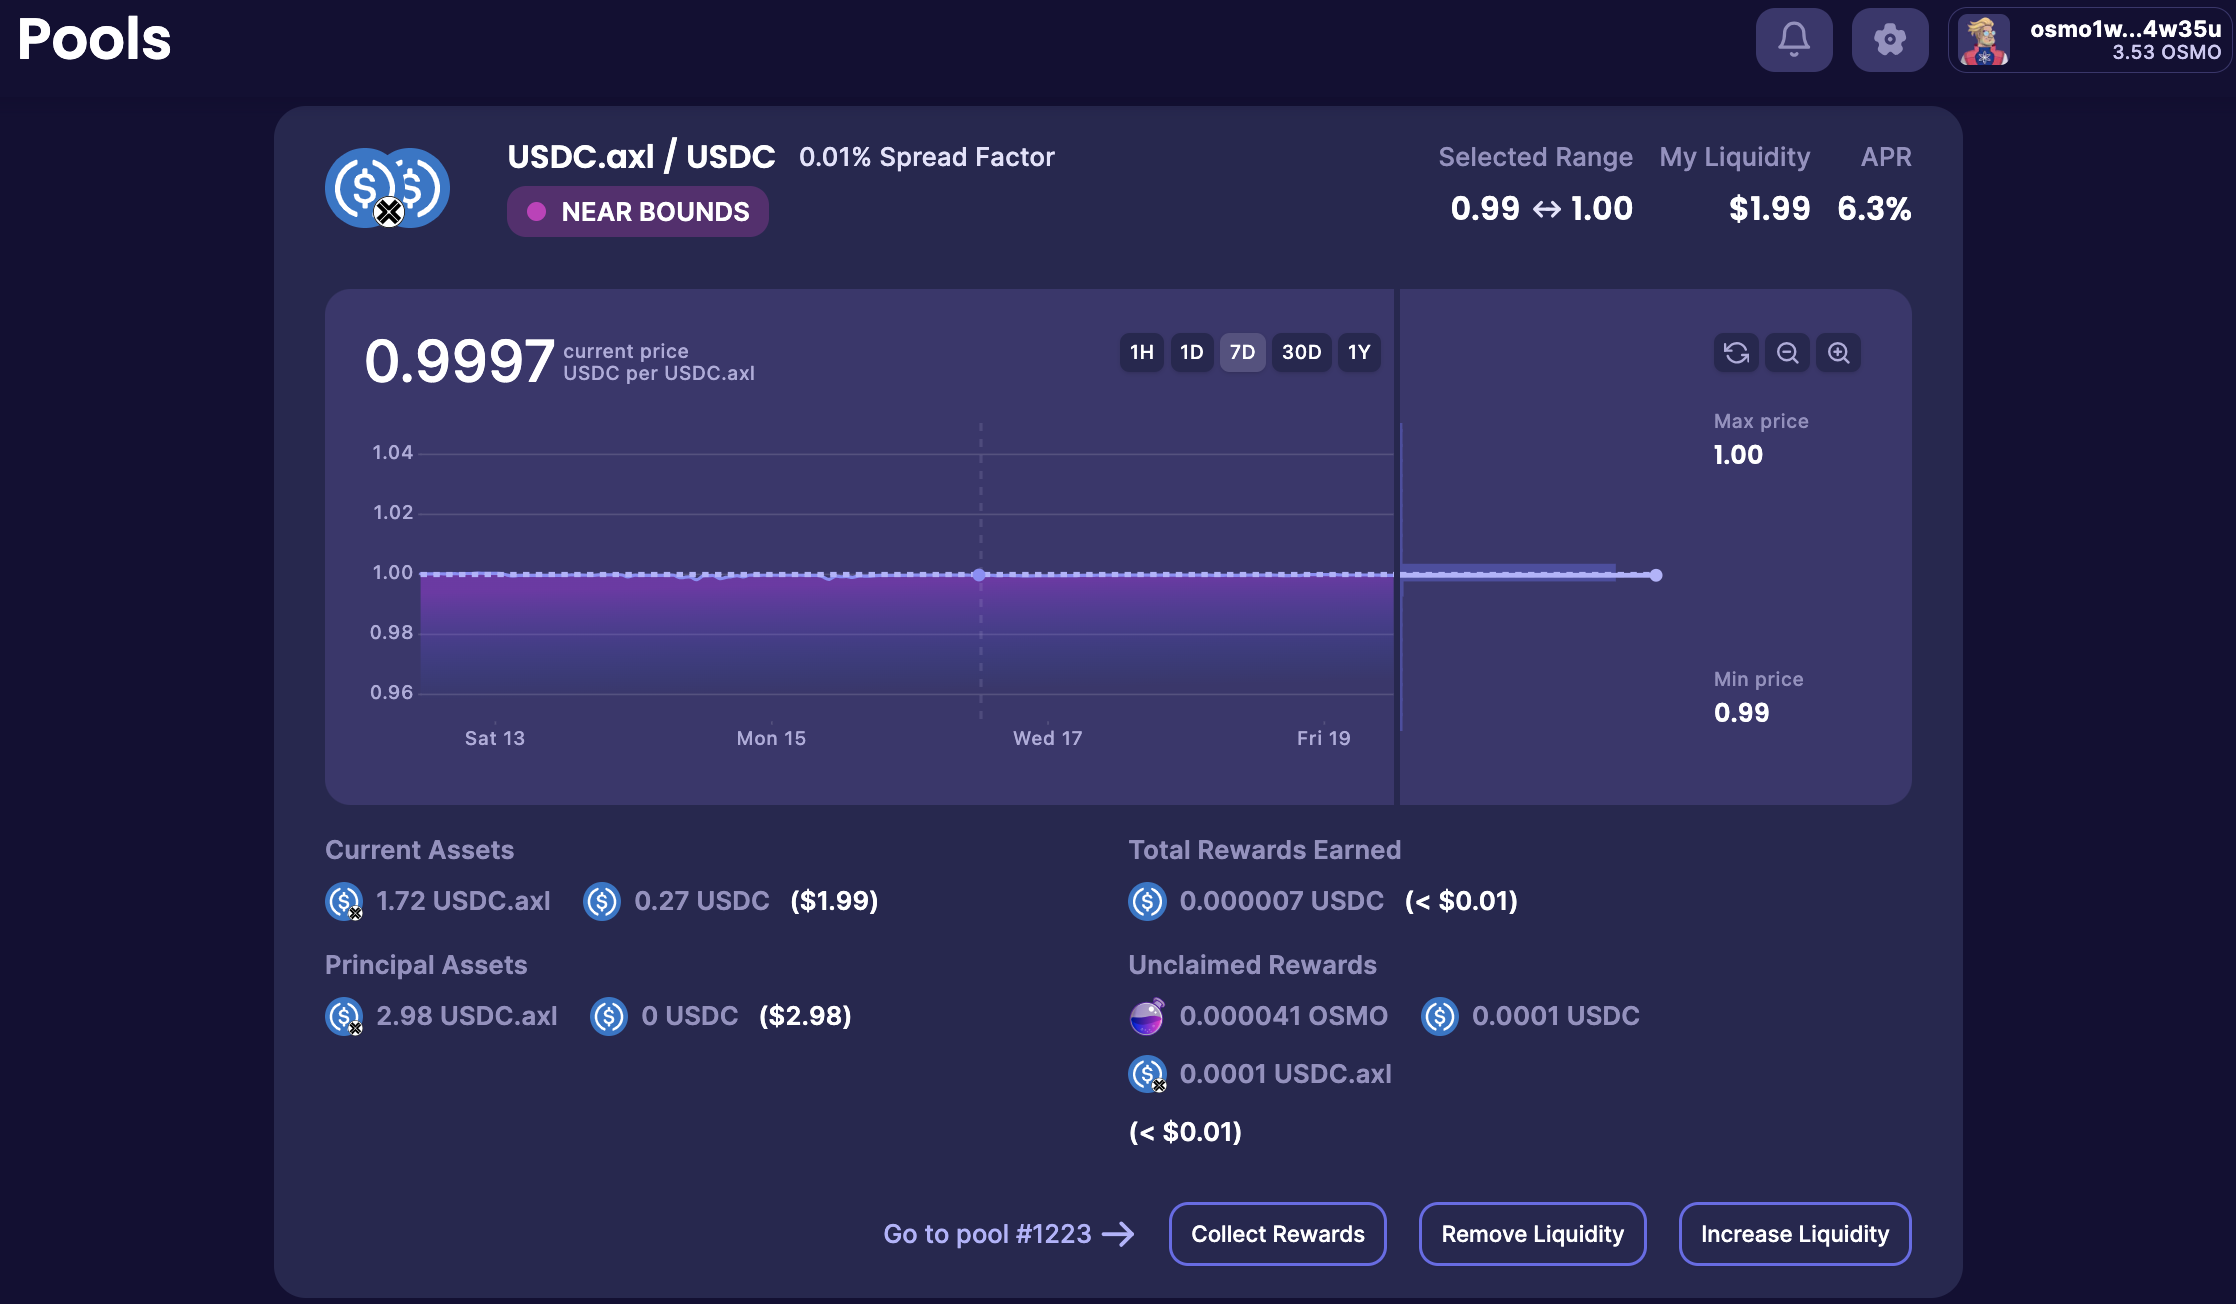 Pools
osmo1w...4w35u
3.53 OSMO
USDC.axl / USDC 0.01% Spread Factor
NEAR BOUNDS
Selected Range My Liquidity APR
0.99 ↔ 1.00 $1.99 6.3%
0.9997 current price
USDC per USDC.axl
1H 1D 7D 30D 1Y
Max price
1.00
1.04
1.02
1.00
0.98
0.96
Min price
0.99
Sat 13 Mon 15 Wed 17 Fri 19
Current Assets
1.72 USDC.axl 0.27 USDC ($1.99)
Principal Assets
2.98 USDC.axl 0 USDC ($2.98)
Total Rewards Earned
0.000007 USDC (< $0.01)
Unclaimed Rewards
0.000041 OSMO 0.0001 USDC
0.0001 USDC.axl
(< $0.01)
Go to pool #1223 → Collect Rewards Remove Liquidity Increase Liquidity